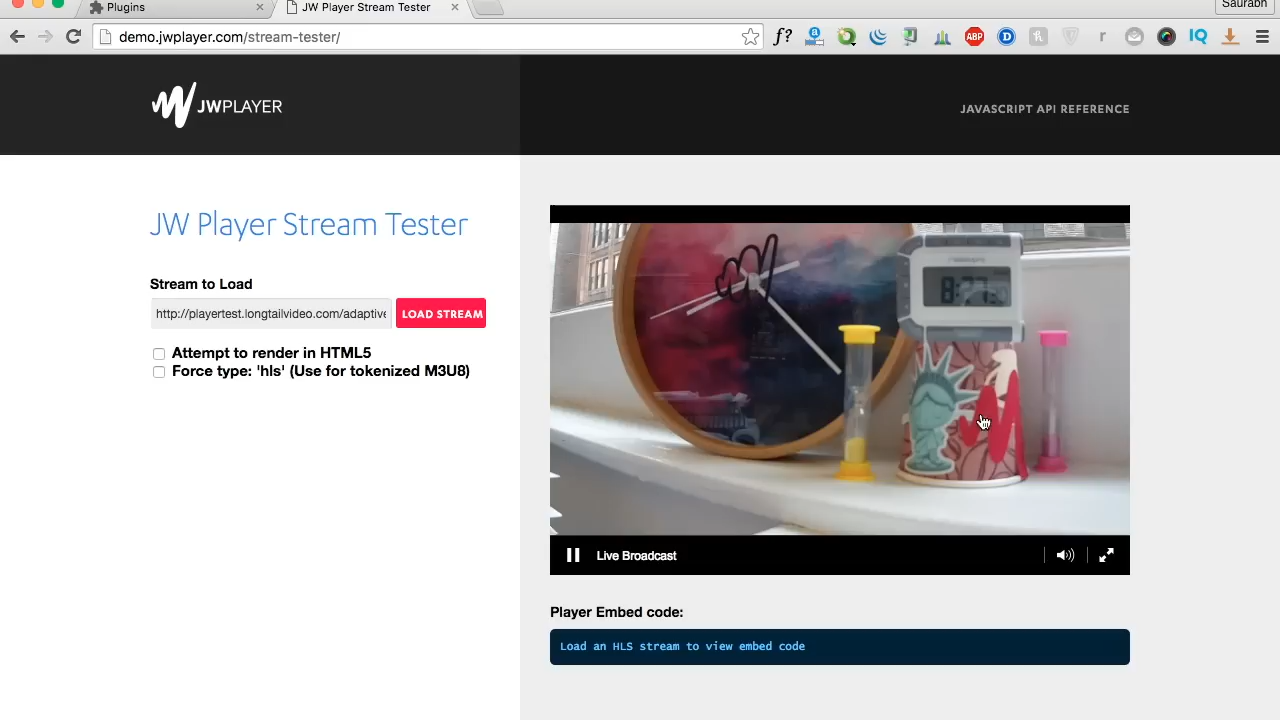 Plugins
JW Player Stream Tester
Saurabh
demo.jwplayer.com/stream-tester/
f?
a
ABP
D
r
IQ
JWPLAYER
JAVASCRIPT API REFERENCE
JW Player Stream Tester
Stream to Load
http://playertest.longtailvideo.com/adaptive
LOAD STREAM
Attempt to render in HTML5
Force type: 'hls' (Use for tokenized M3U8)
Live Broadcast
Player Embed code:
Load an HLS stream to view embed code